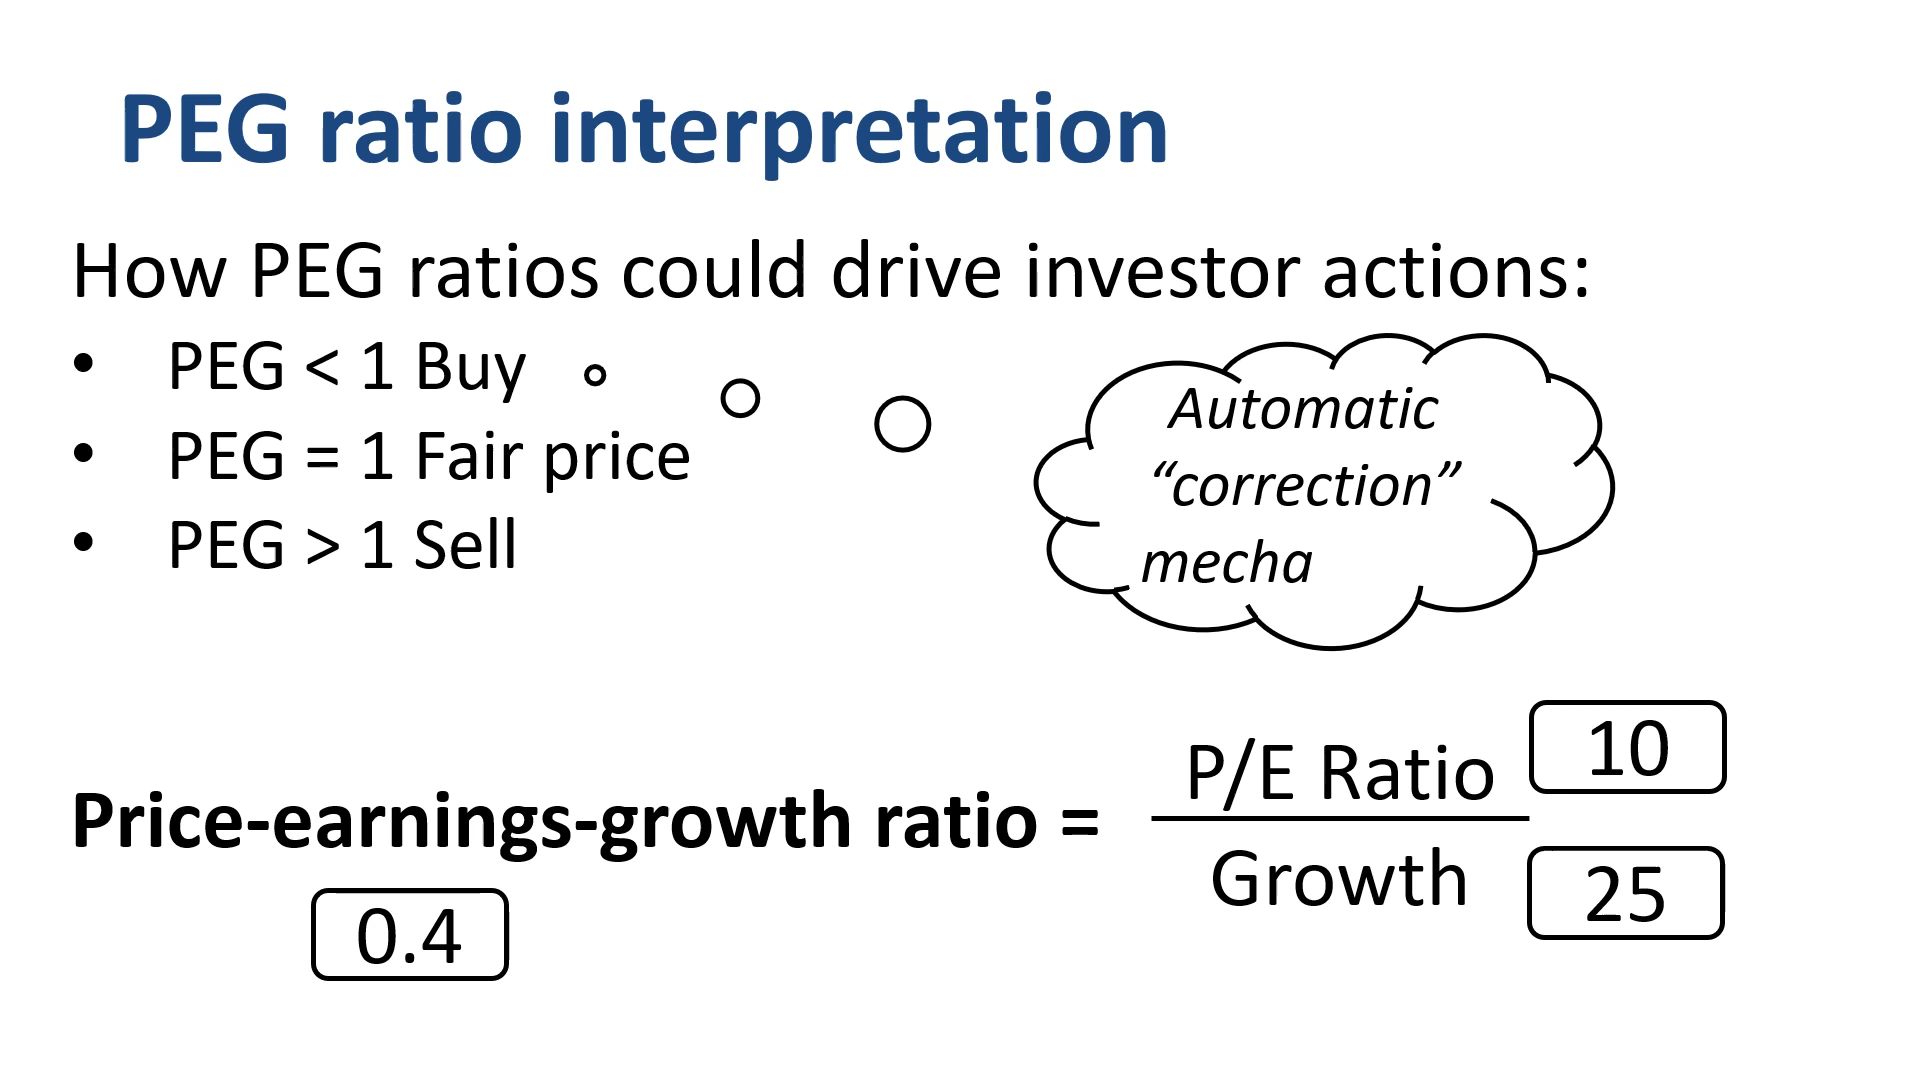 PEG ratio interpretation
How PEG ratios could drive investor actions:
• PEG < 1 Buy
• PEG = 1 Fair price
• PEG > 1 Sell
Automatic
“correction”
mecha
Price-earnings-growth ratio =
P/E Ratio
10
Growth
25
0.4